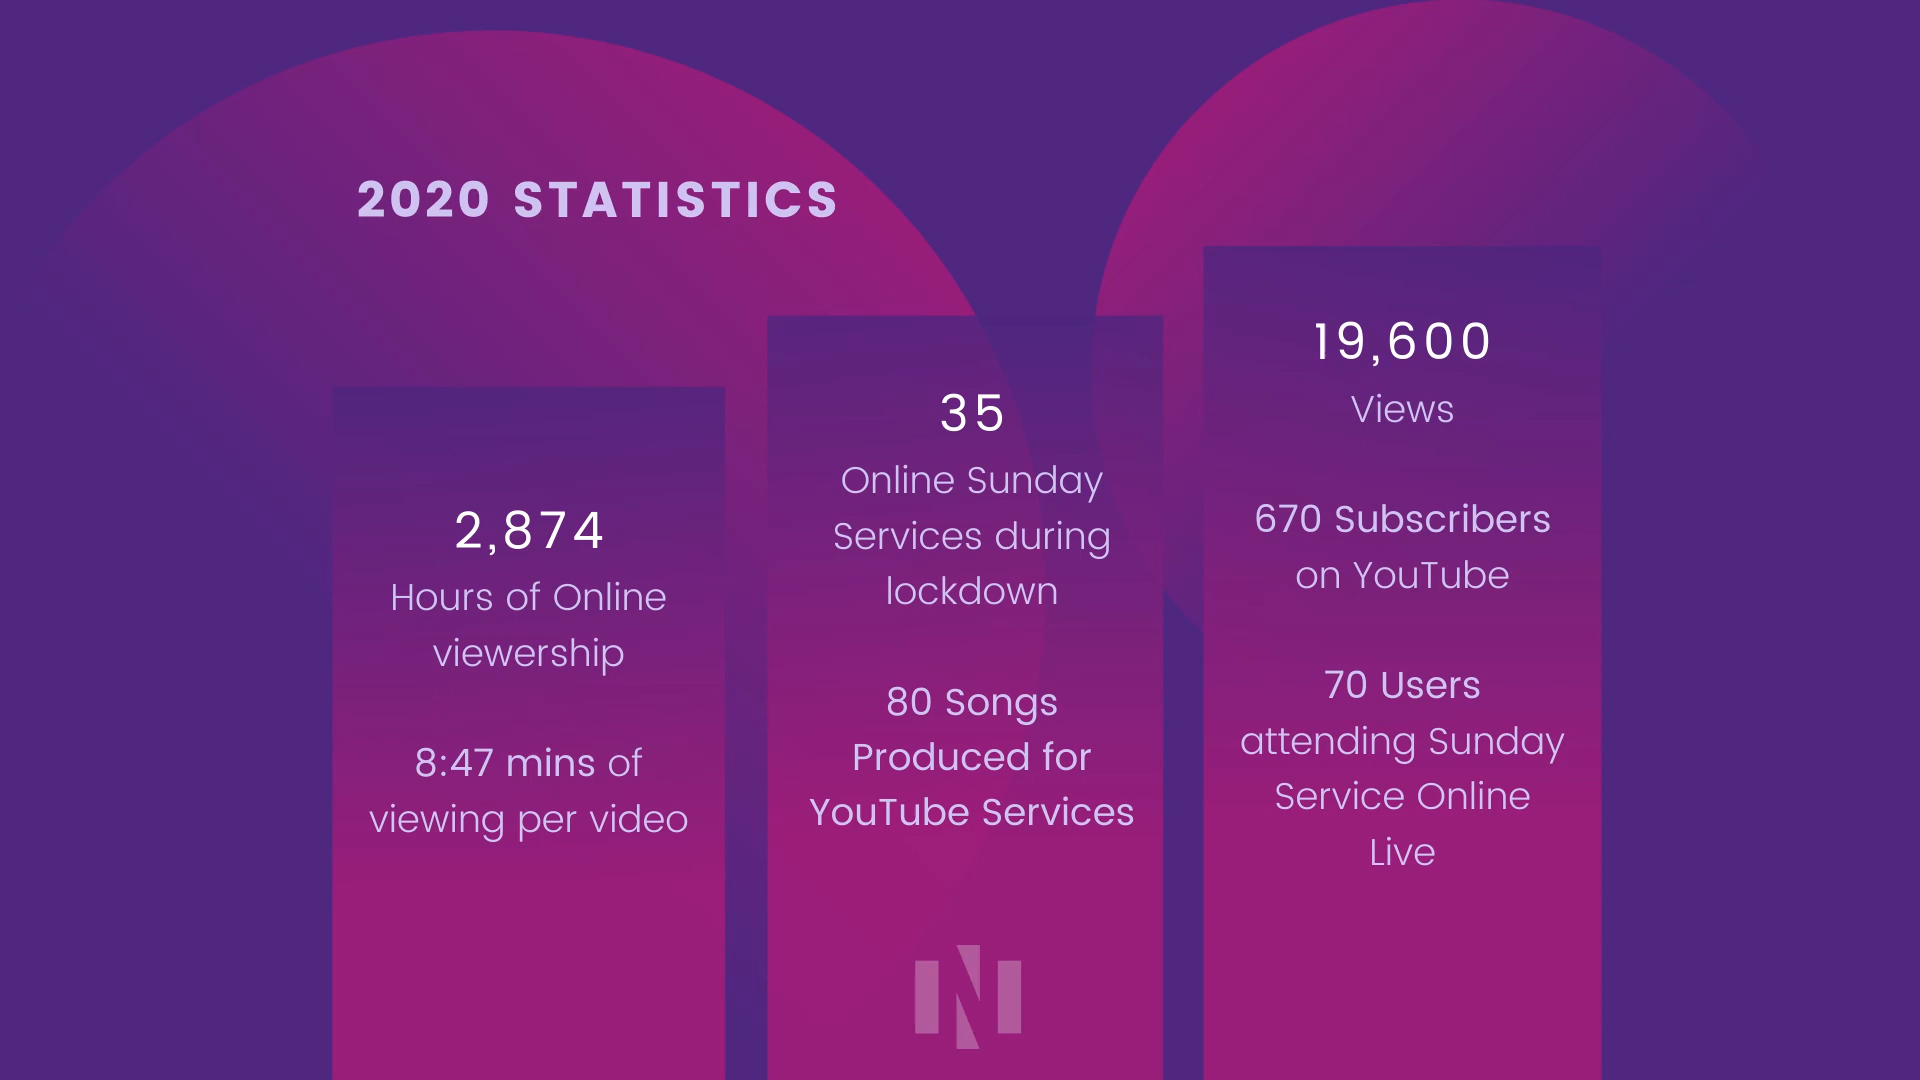 2020 STATISTICS
2,874
Hours of Online
viewership
8:47 mins of
viewing per video
35
Online Sunday
Services during
lockdown
80 Songs
Produced for
YouTube Services
19,600
Views
670 Subscribers
on YouTube
70 Users
attending Sunday
Service Online
Live
N